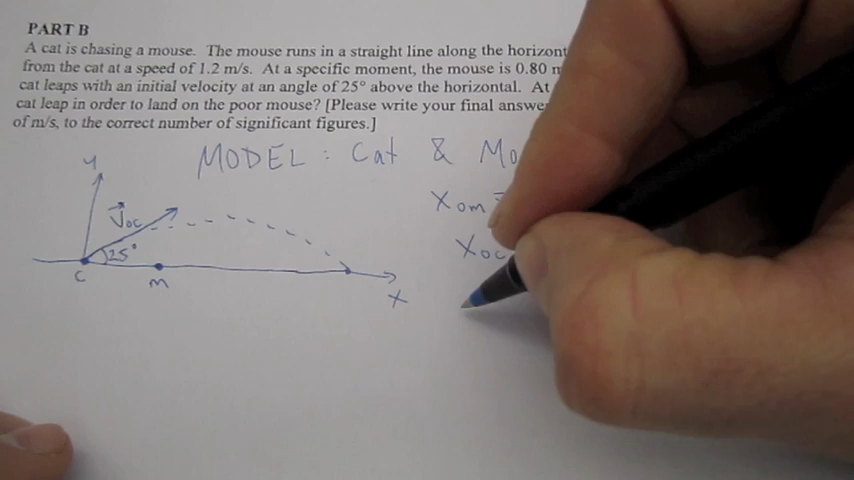 PART B
A cat is chasing a mouse. The mouse runs in a straight line along the
from the cat at a speed of 1.2 m/s. At a specific moment, the mouse is 0.80
cat leaps with an initial velocity at an angle of 25° above the horizontal. At
cat leap in order to land on the poor mouse? [Please write your final
of m/s, to the correct number of significant figures.]
MODEL: Cat &
y
Xom
V⃗oc
Xoc
25°
C
m
X